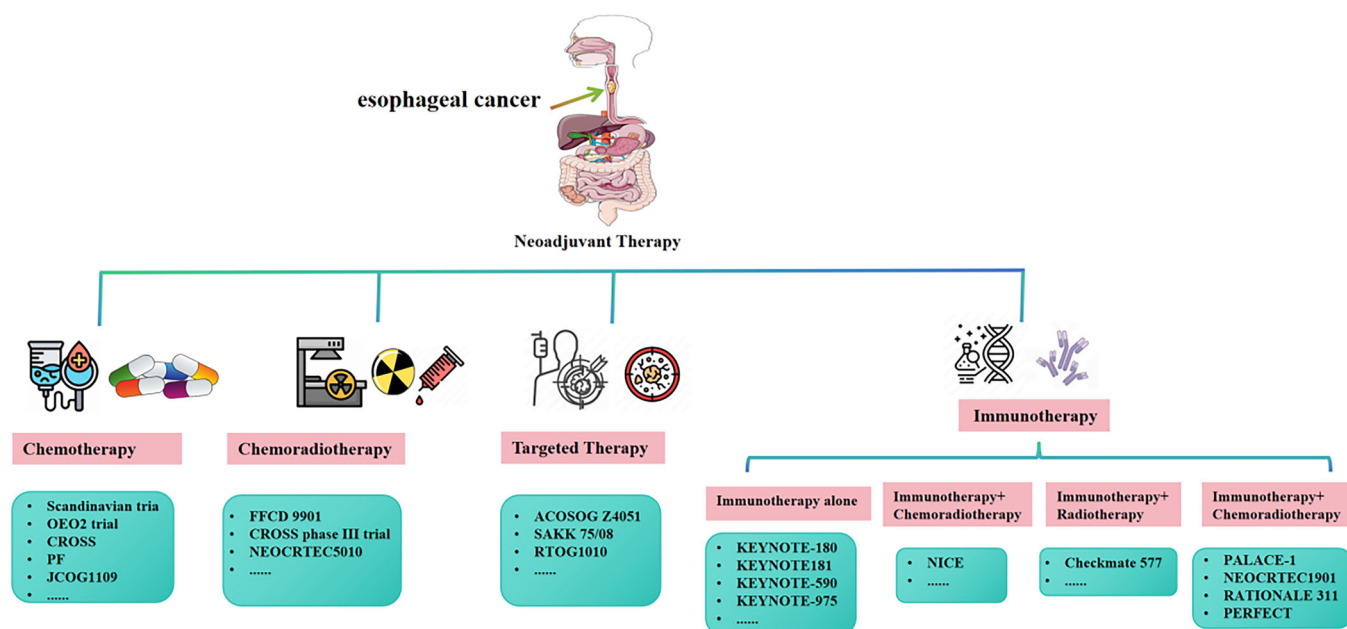 esophageal cancer
Neoadjuvant Therapy
Chemotherapy
• Scandinavian tria
• OEO2 trial
• CROSS
• PF
• JCOG1109
• ......
Chemoradiotherapy
• FFCD 9901
• CROSS phase III trial
• NEOCRTEC5010
• ......
Targeted Therapy
• ACOSOG Z4051
• SAKK 75/08
• RTOG1010
• ......
Immunotherapy
Immunotherapy alone
• KEYNOTE-180
• KEYNOTE181
• KEYNOTE-590
• KEYNOTE-975
• ......
Immunotherapy+
Chemoradiotherapy
• NICE
• ......
Immunotherapy+
Radiotherapy
• Checkmate 577
• ......
Immunotherapy+
Chemoradiotherapy
• PALACE-1
• NEOCRTEC1901
• RATIONALE 311
• PERFECT